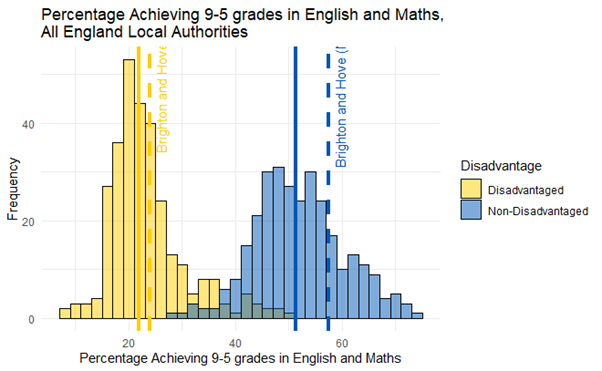 Percentage Achieving 9-5 grades in English and Maths,
All England Local Authorities
Brighton and Hove
Brighton and Hove (
Disadvantage
Disadvantaged
Non-Disadvantaged
Frequency
40
20
0
20
40
60
Percentage Achieving 9-5 grades in English and Maths